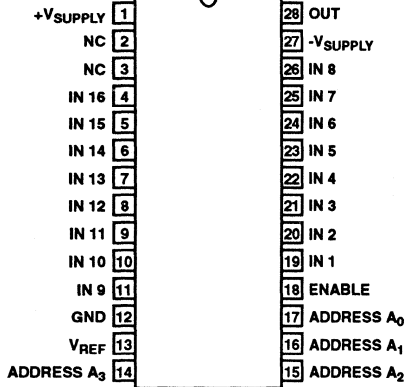 +VSUPPLY 1 28 OUT
NC 2 27 -VSUPPLY
NC 3 26 IN 8
IN 16 4 25 IN 7
IN 15 5 24 IN 6
IN 14 6 23 IN 5
IN 13 7 22 IN 4
IN 12 8 21 IN 3
IN 11 9 20 IN 2
IN 10 10 19 IN 1
IN 9 11 18 ENABLE
GND 12 17 ADDRESS A0
VREF 13 16 ADDRESS A1
ADDRESS A3 14 15 ADDRESS A2